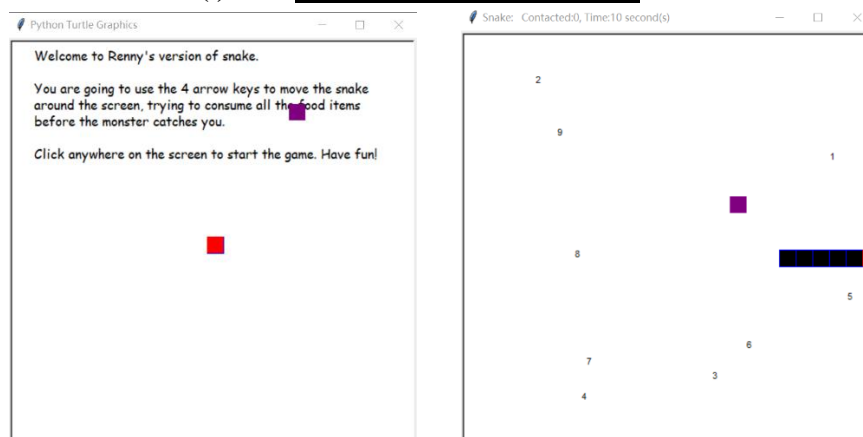 Python Turtle Graphics
Welcome to Renny's version of snake.
You are going to use the 4 arrow keys to move the snake
around the screen, trying to consume all the food items
before the monster catches you.
Click anywhere on the screen to start the game. Have fun!
Snake: Contacted:0, Time:10 second(s)
2
9
1
8
5
6
7
3
4